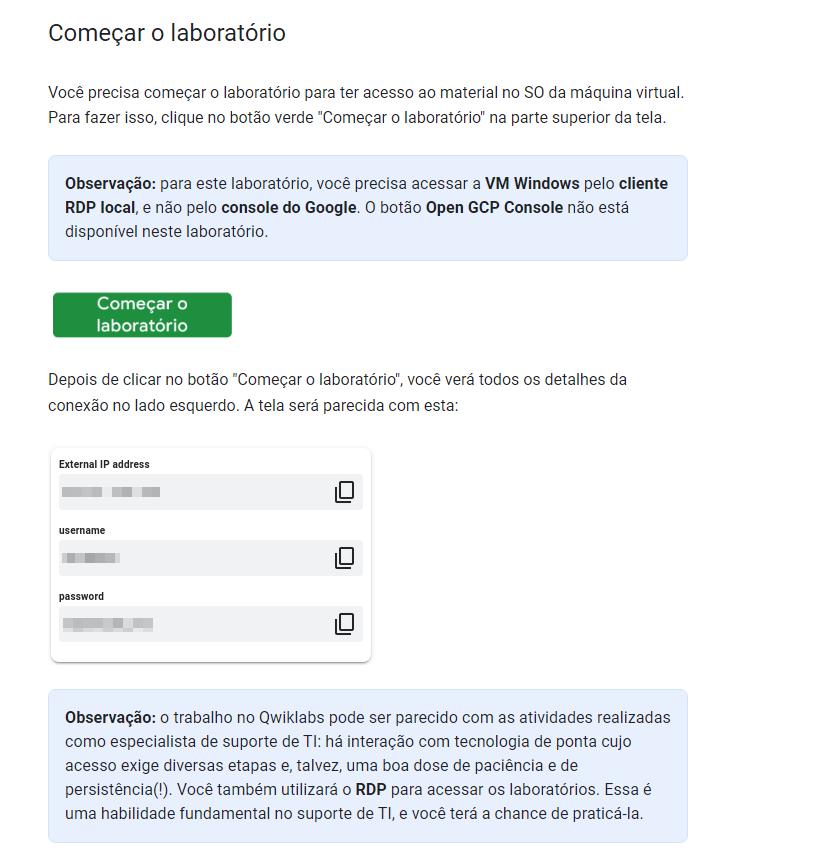 Começar o laboratório
Você precisa começar o laboratório para ter acesso ao material no SO da máquina virtual.
Para fazer isso, clique no botão verde "Começar o laboratório" na parte superior da tela.
Observação: para este laboratório, você precisa acessar a VM Windows pelo cliente
RDP local, e não pelo console do Google. O botão Open GCP Console não está
disponível neste laboratório.
Começar o
laboratório
Depois de clicar no botão "Começar o laboratório", você verá todos os detalhes da
conexão no lado esquerdo. A tela será parecida com esta:
External IP address
username
password
Observação: o trabalho no Qwiklabs pode ser parecido com as atividades realizadas
como especialista de suporte de TI: há interação com tecnologia de ponta cujo
acesso exige diversas etapas e, talvez, uma boa dose de paciência e de
persistência(!). Você também utilizará o RDP para acessar os laboratórios. Essa é
uma habilidade fundamental no suporte de TI, e você terá a chance de praticá-la.